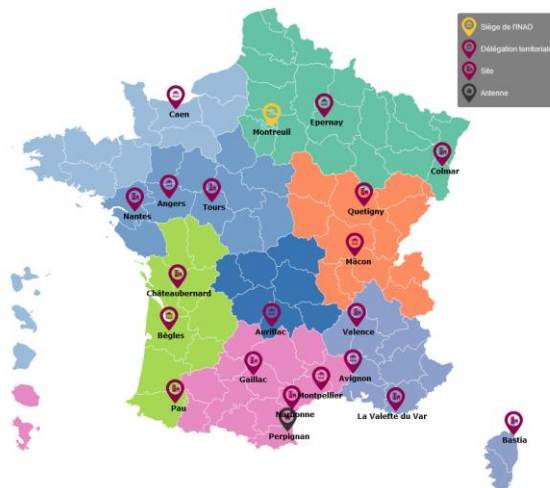 Siège de l'INAO
Délégation territoriale
Site
Antenne
Caen
Montreuil
Epernay
Colmar
Angers
Tours
Nantes
Quetigny
Mâcon
Châteaubernard
Bègles
Aurillac
Valence
Gaillac
Avignon
Pau
Montpellier
Narbonne
La Valette du Var
Perpignan
Bastia